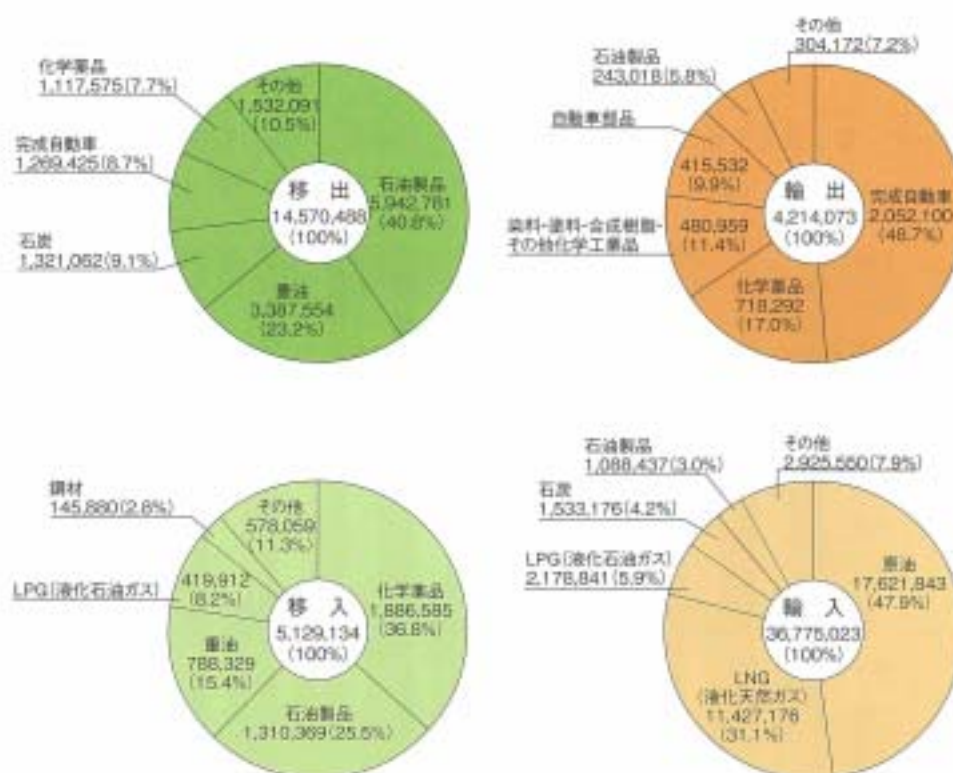 化学薬品
1,117,575(7.7%)
その他
1,532,091
(10.5%)
完成自動車
1,269,425(8.7%)
石炭
1,321,062(9.1%)
移 出
14,570,488
(100%)
石油製品
5,942,781
(40.8%)
重油
3,387,554
(23.2%)
その他
304,172(7.2%)
石油製品
243,018(5.8%)
自動車部品
415,532
(9.9%)
染料・塗料・合成樹脂・
その他化学工業品
480,959
(11.4%)
輸 出
4,214,073
(100%)
完成自動車
2,052,100
(48.7%)
化学薬品
718,292
(17.0%)
鋼材
145,880(2.8%)
その他
578,059
(11.3%)
LPG(液化石油ガス)
419,912
(8.2%)
移 入
5,129,134
(100%)
化学薬品
1,886,585
(36.8%)
重油
788,329
(15.4%)
石油製品
1,310,369(25.5%)
石油製品
1,088,437(3.0%)
その他
2,925,550(7.9%)
石炭
1,533,176(4.2%)
LPG(液化石油ガス)
2,178,841(5.9%)
輸 入
36,775,023
(100%)
原油
17,621,843
(47.9%)
LNG
(液化天然ガス)
11,427,176
(31.1%)